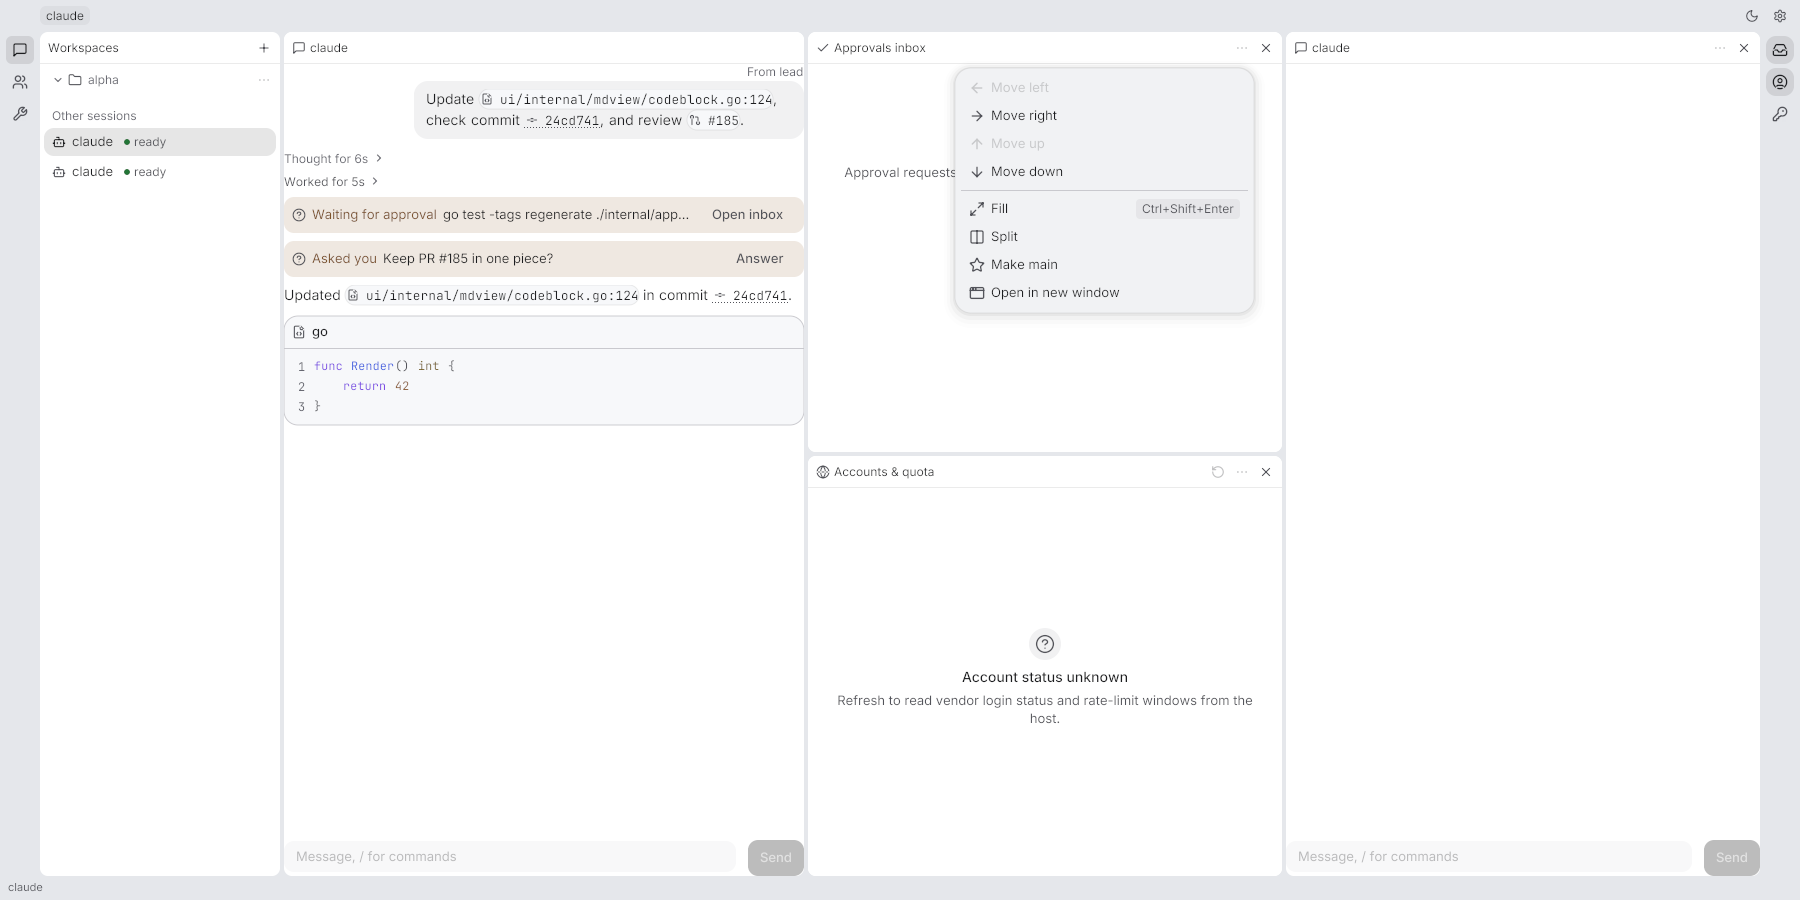 claude
Workspaces
alpha
Other sessions
claude ready
claude ready
claude
From lead
Update ui/internal/mdview/codeblock.go:124,
check commit 24cd741, and review #185.
Thought for 6s
Worked for 5s
Waiting for approval go test -tags regenerate ./internal/app... Open inbox
Asked you Keep PR #185 in one piece? Answer
Updated ui/internal/mdview/codeblock.go:124 in commit 24cd741.
go
1 func Render() int {
2     return 42
3 }
Message, / for commands
Send
Approvals inbox
Approval requests
Move left
Move right
Move up
Move down
Fill Ctrl+Shift+Enter
Split
Make main
Open in new window
Accounts & quota
Account status unknown
Refresh to read vendor login status and rate-limit windows from the
host.
claude
Message, / for commands
Send
claude